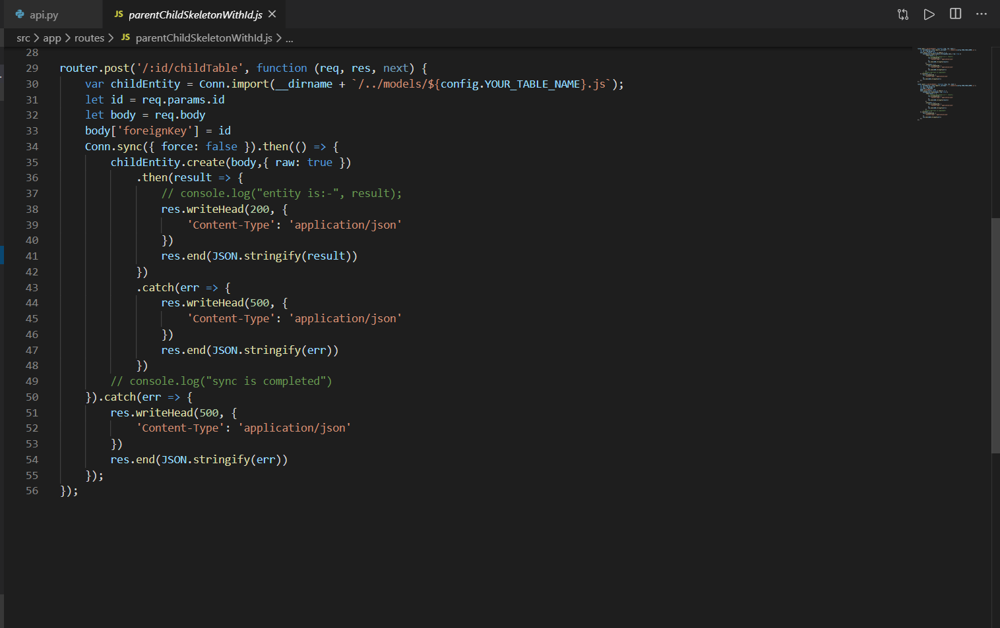 api.py
JS parentChildSkeletonWithId.js
src > app > routes > JS parentChildSkeletonWithId.js > ...
28
29 router.post('/:id/childTable', function (req, res, next) {
30 var childEntity = Conn.import(__dirname + `/../models/${config.YOUR_TABLE_NAME}.js`);
31 let id = req.params.id
32 let body = req.body
33 body['foreignKey'] = id
34 Conn.sync({ force: false }).then(() => {
35 childEntity.create(body,{ raw: true })
36 .then(result => {
37 // console.log("entity is:-", result);
38 res.writeHead(200, {
39 'Content-Type': 'application/json'
40 })
41 res.end(JSON.stringify(result))
42 })
43 .catch(err => {
44 res.writeHead(500, {
45 'Content-Type': 'application/json'
46 })
47 res.end(JSON.stringify(err))
48 })
49 // console.log("sync is completed")
50 }).catch(err => {
51 res.writeHead(500, {
52 'Content-Type': 'application/json'
53 })
54 res.end(JSON.stringify(err))
55 });
56 });